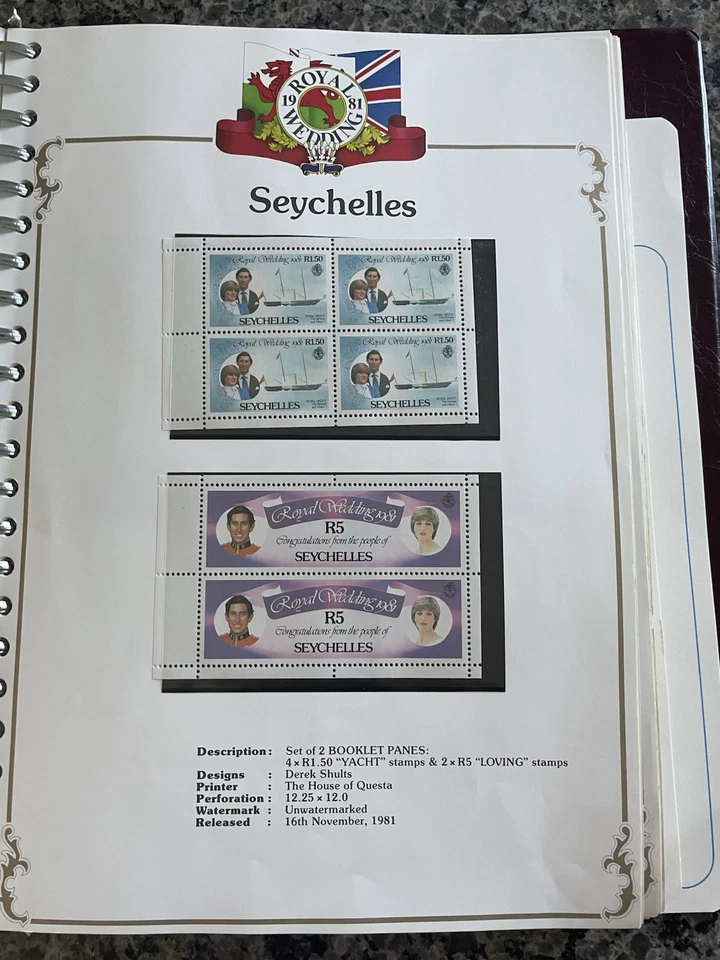 ROYAL
1981
WEDDING
Seychelles
Royal Wedding 1981 R1.50
SEYCHELLES
Royal Wedding 1981 R1.50
SEYCHELLES
Royal Wedding 1981 R1.50
SEYCHELLES
Royal Wedding 1981 R1.50
SEYCHELLES
Royal Wedding 1981
R5
Congratulations from the people of
SEYCHELLES
Royal Wedding 1981
R5
Congratulations from the people of
SEYCHELLES
Description : Set of 2 BOOKLET PANES:
4 × R1.50 “YACHT” stamps & 2 × R5 “LOVING” stamps
Designs : Derek Shults
Printer : The House of Questa
Perforation : 12.25 × 12.0
Watermark : Unwatermarked
Released : 16th November, 1981